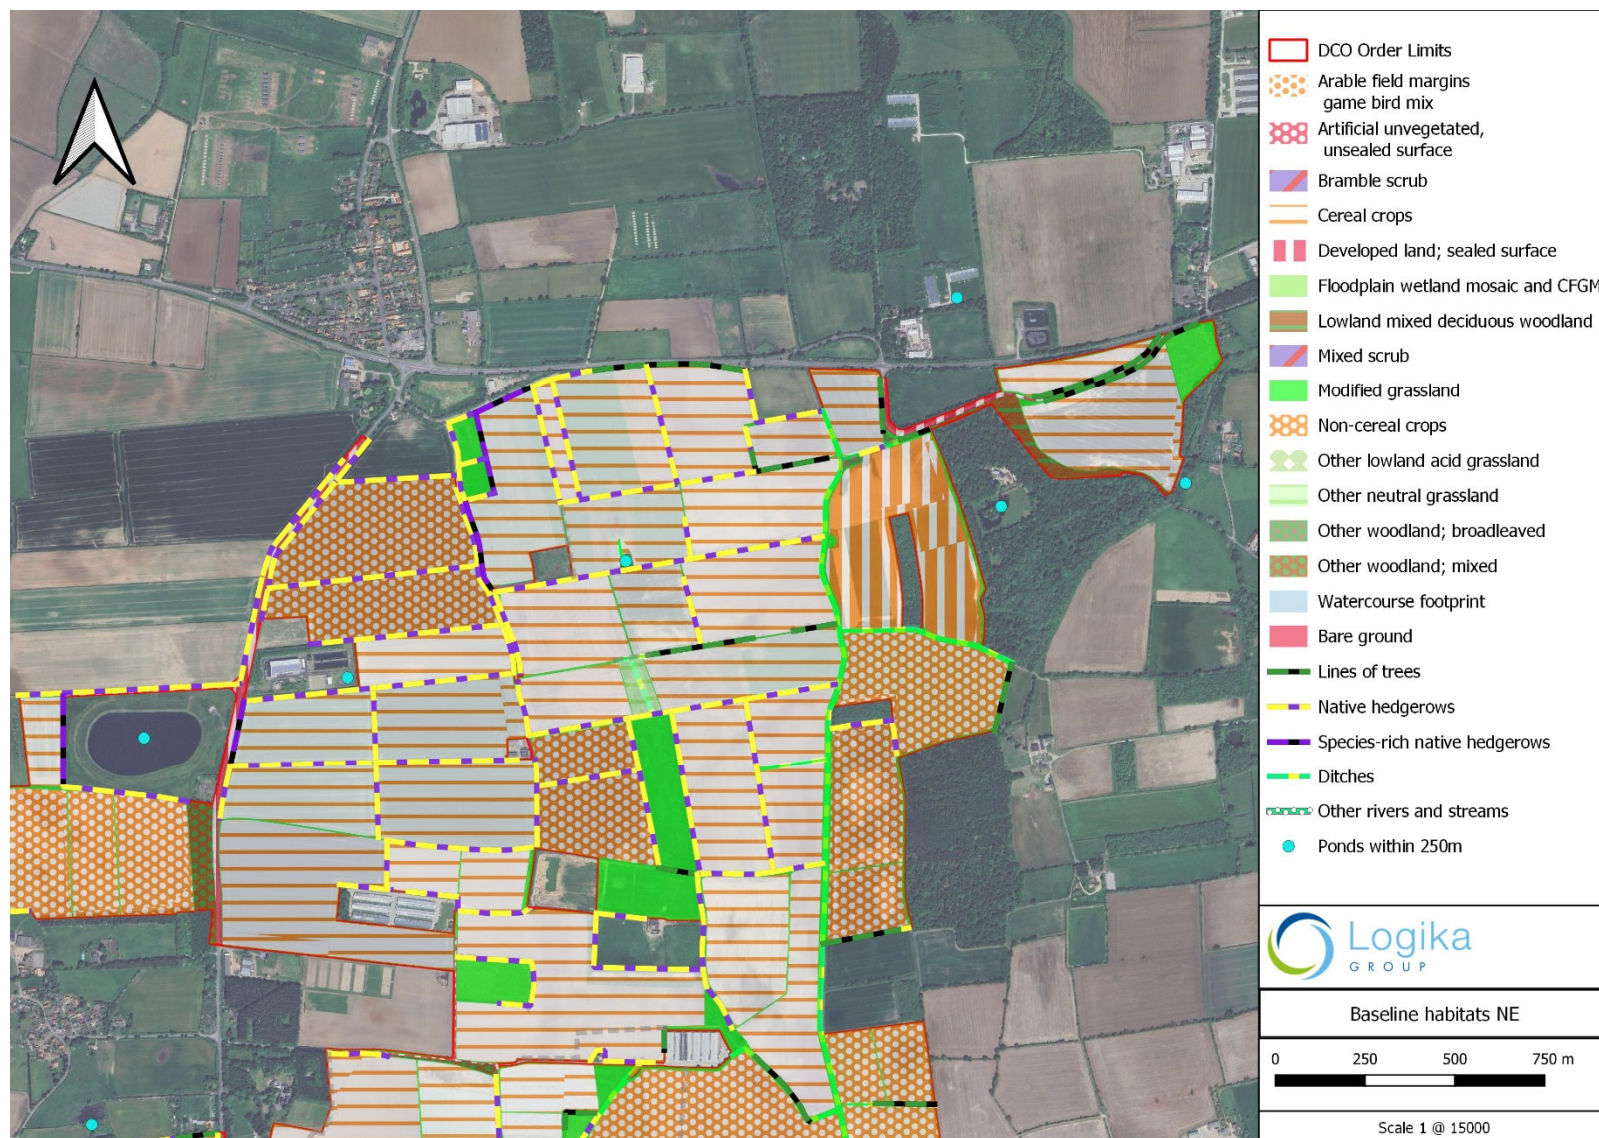 DCO Order Limits
Arable field margins
game bird mix
Artificial unvegetated,
unsealed surface
Bramble scrub
Cereal crops
Developed land; sealed surface
Floodplain wetland mosaic and CFGM
Lowland mixed deciduous woodland
Mixed scrub
Modified grassland
Non-cereal crops
Other lowland acid grassland
Other neutral grassland
Other woodland; broadleaved
Other woodland; mixed
Watercourse footprint
Bare ground
Lines of trees
Native hedgerows
Species-rich native hedgerows
Ditches
Other rivers and streams
Ponds within 250m
Logika
GROUP
Baseline habitats NE
0 250 500 750 m
Scale 1 @ 15000